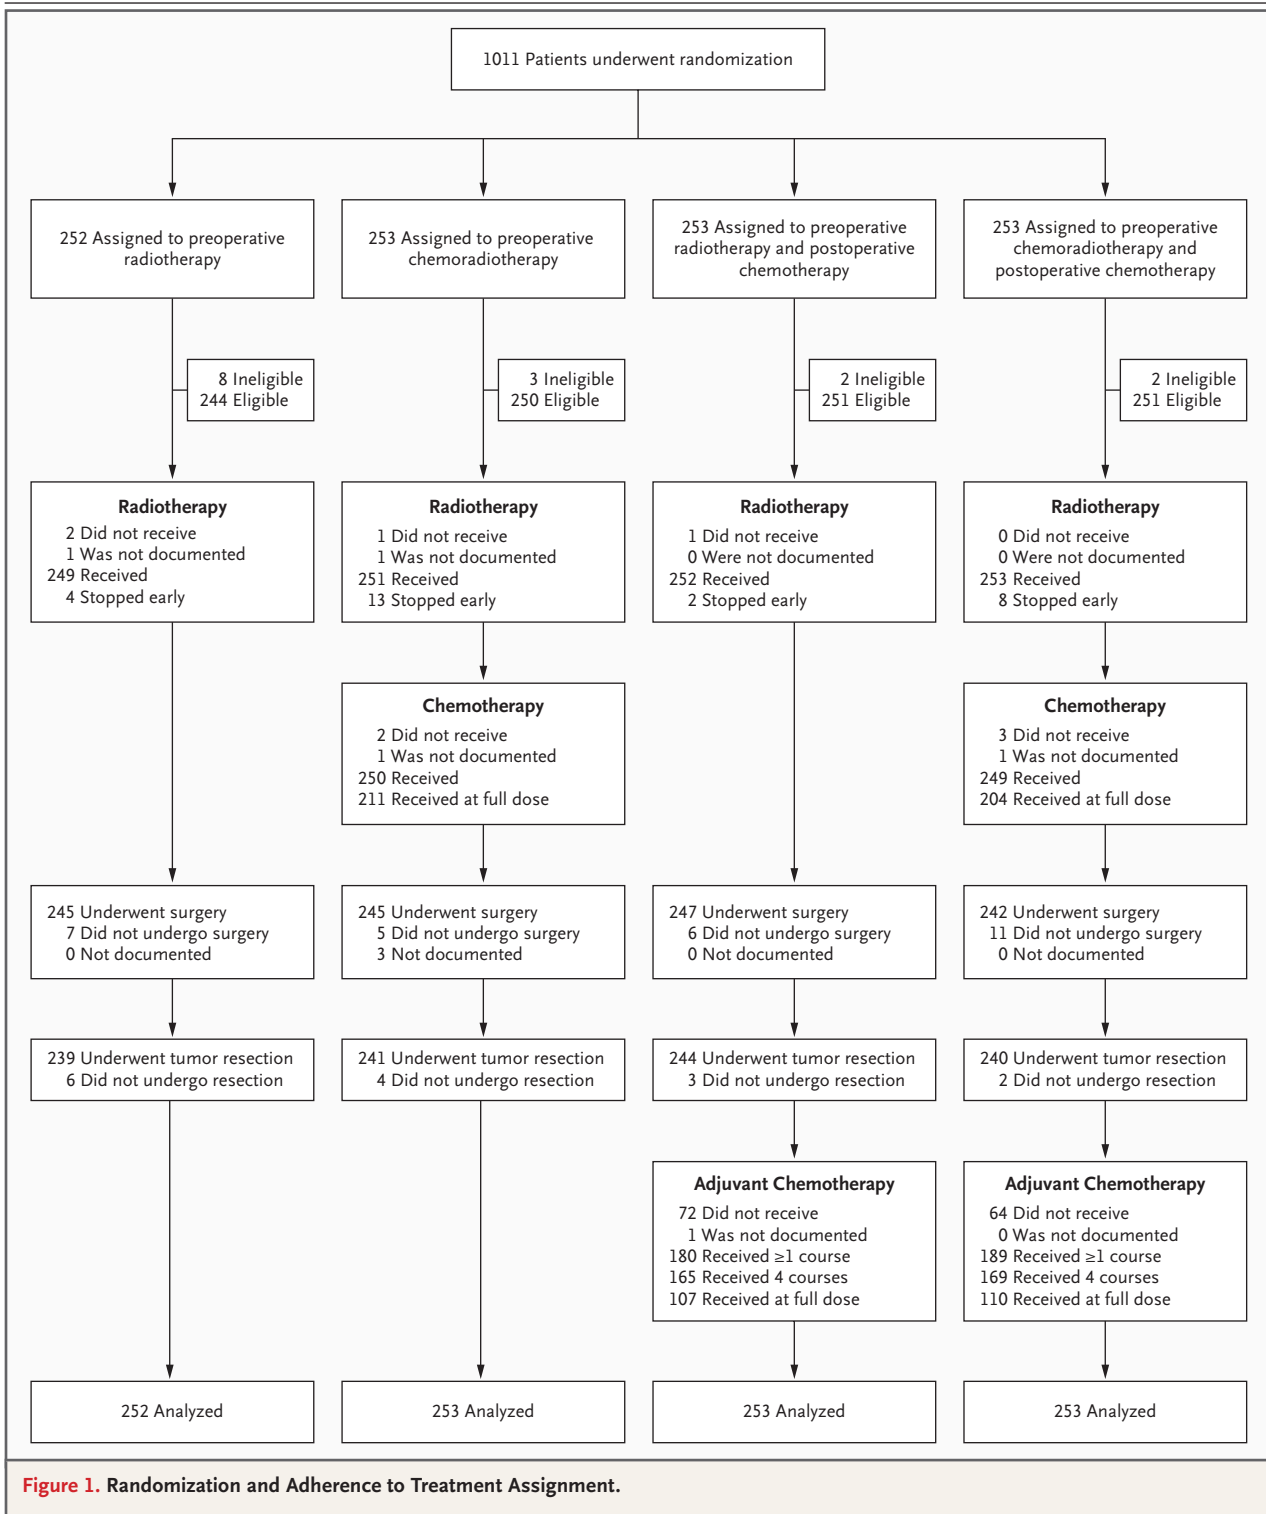 1011 Patients underwent randomization
252 Assigned to preoperative
radiotherapy
253 Assigned to preoperative
chemoradiotherapy
253 Assigned to preoperative
radiotherapy and postoperative
chemotherapy
253 Assigned to preoperative
chemoradiotherapy and
postoperative chemotherapy
8 Ineligible
244 Eligible
3 Ineligible
250 Eligible
2 Ineligible
251 Eligible
2 Ineligible
251 Eligible
Radiotherapy
2 Did not receive
1 Was not documented
249 Received
4 Stopped early
Radiotherapy
1 Did not receive
1 Was not documented
251 Received
13 Stopped early
Radiotherapy
1 Did not receive
0 Were not documented
252 Received
2 Stopped early
Radiotherapy
0 Did not receive
0 Were not documented
253 Received
8 Stopped early
Chemotherapy
2 Did not receive
1 Was not documented
250 Received
211 Received at full dose
Chemotherapy
3 Did not receive
1 Was not documented
249 Received
204 Received at full dose
245 Underwent surgery
7 Did not undergo surgery
0 Not documented
245 Underwent surgery
5 Did not undergo surgery
3 Not documented
247 Underwent surgery
6 Did not undergo surgery
0 Not documented
242 Underwent surgery
11 Did not undergo surgery
0 Not documented
239 Underwent tumor resection
6 Did not undergo resection
241 Underwent tumor resection
4 Did not undergo resection
244 Underwent tumor resection
3 Did not undergo resection
240 Underwent tumor resection
2 Did not undergo resection
Adjuvant Chemotherapy
72 Did not receive
1 Was not documented
180 Received ≥1 course
165 Received 4 courses
107 Received at full dose
Adjuvant Chemotherapy
64 Did not receive
0 Was not documented
189 Received ≥1 course
169 Received 4 courses
110 Received at full dose
252 Analyzed
253 Analyzed
253 Analyzed
253 Analyzed
Figure 1. Randomization and Adherence to Treatment Assignment.